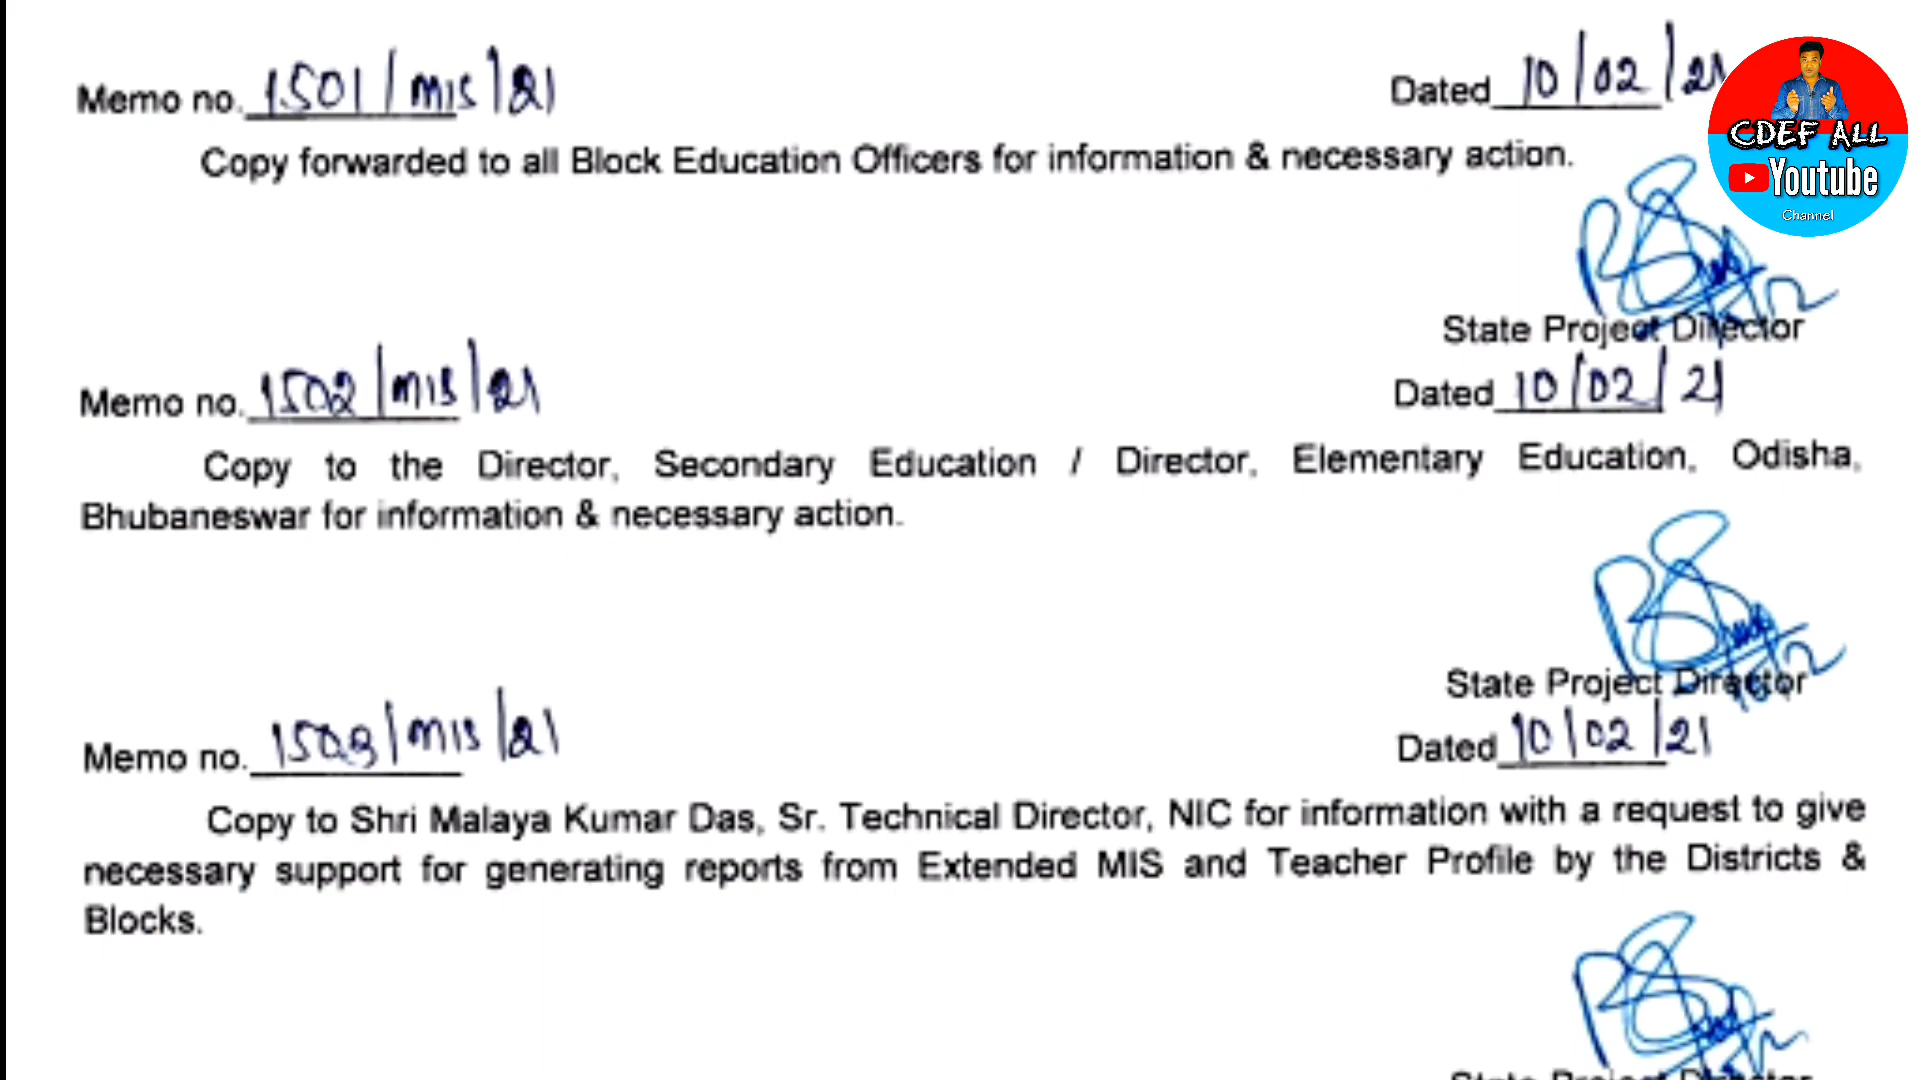 Memo no. 1501/MIS/21 Dated 10/02/21
Copy forwarded to all Block Education Officers for information & necessary action.
CDEF ALL
Youtube
Channel
State Project Director
Memo no. 1502/MIS/21 Dated 10/02/21
Copy to the Director, Secondary Education / Director, Elementary Education, Odisha,
Bhubaneswar for information & necessary action.
State Project Director
Memo no. 1503/MIS/21 Dated 10/02/21
Copy to Shri Malaya Kumar Das, Sr. Technical Director, NIC for information with a request to give
necessary support for generating reports from Extended MIS and Teacher Profile by the Districts &
Blocks.
State Project Director